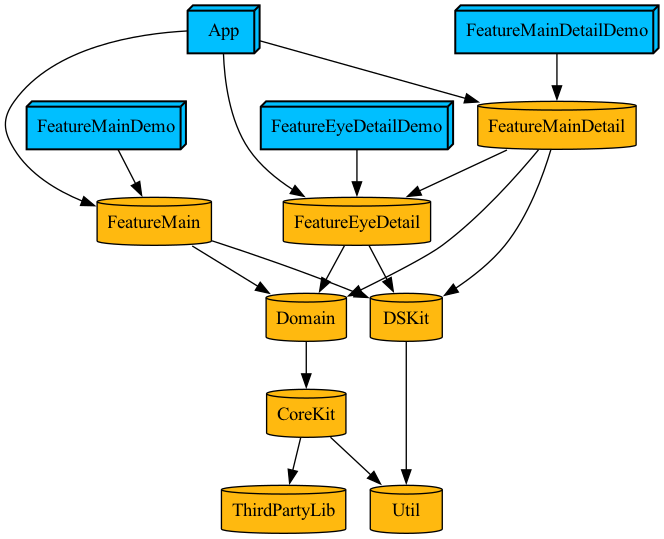 App
FeatureMainDetailDemo
FeatureMainDemo
FeatureEyeDetailDemo
FeatureMainDetail
FeatureMain
FeatureEyeDetail
Domain
DSKit
CoreKit
ThirdPartyLib
Util